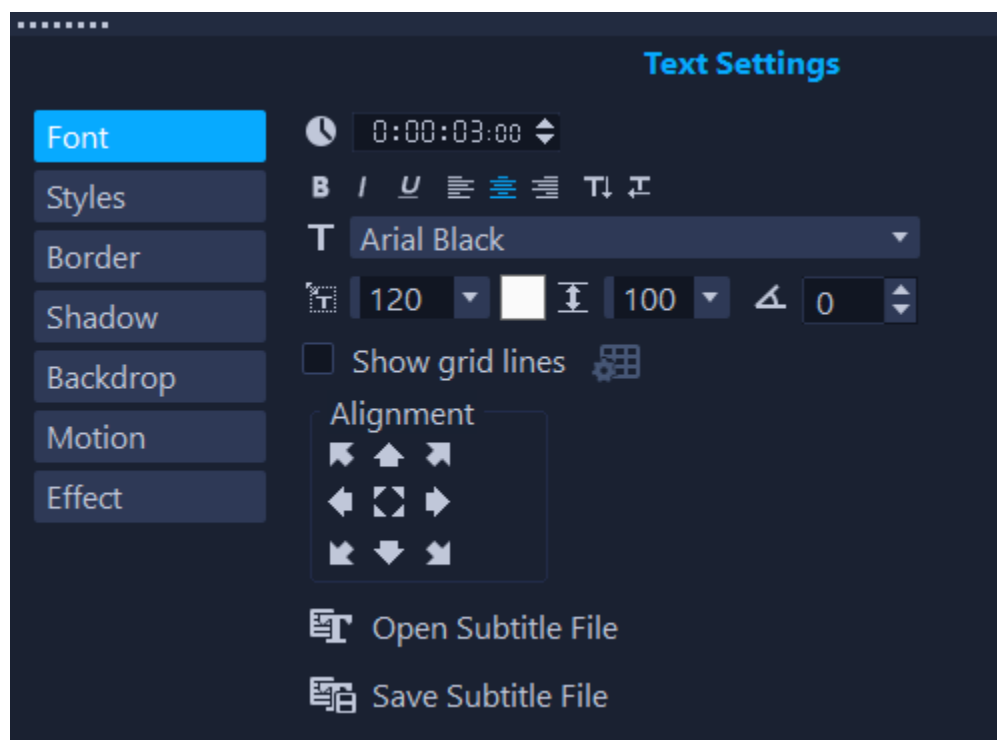 Text Settings
Font
0:00:03:00
Styles
B I U
T Arial Black
Border
120 100 0
Shadow
Show grid lines
Backdrop
Alignment
Motion
Effect
Open Subtitle File
Save Subtitle File